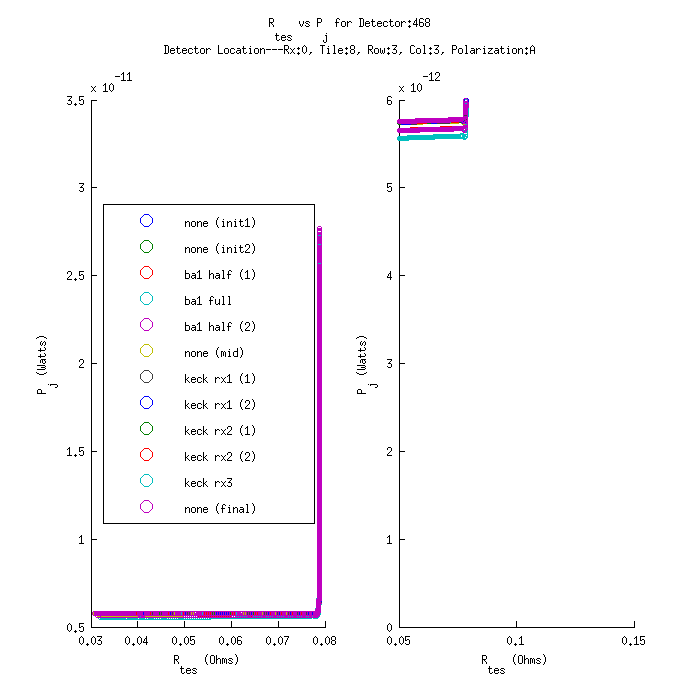 R    vs P  for Detector:468
tes    j
Detector Location---Rx:0, Tile:8, Row:3, Col:3, Polarization:A
x 10^-11
3.5
3
2.5
2
1.5
1
0.5
P_j (Watts)
none (init1)
none (init2)
ba1 half (1)
ba1 full
ba1 half (2)
none (mid)
keck rx1 (1)
keck rx1 (2)
keck rx2 (1)
keck rx2 (2)
keck rx3
none (final)
0.03 0.04 0.05 0.06 0.07 0.08
R_tes (Ohms)
x 10^-12
6
5
4
3
2
1
0
P_j (Watts)
0.05 0.1 0.15
R_tes (Ohms)